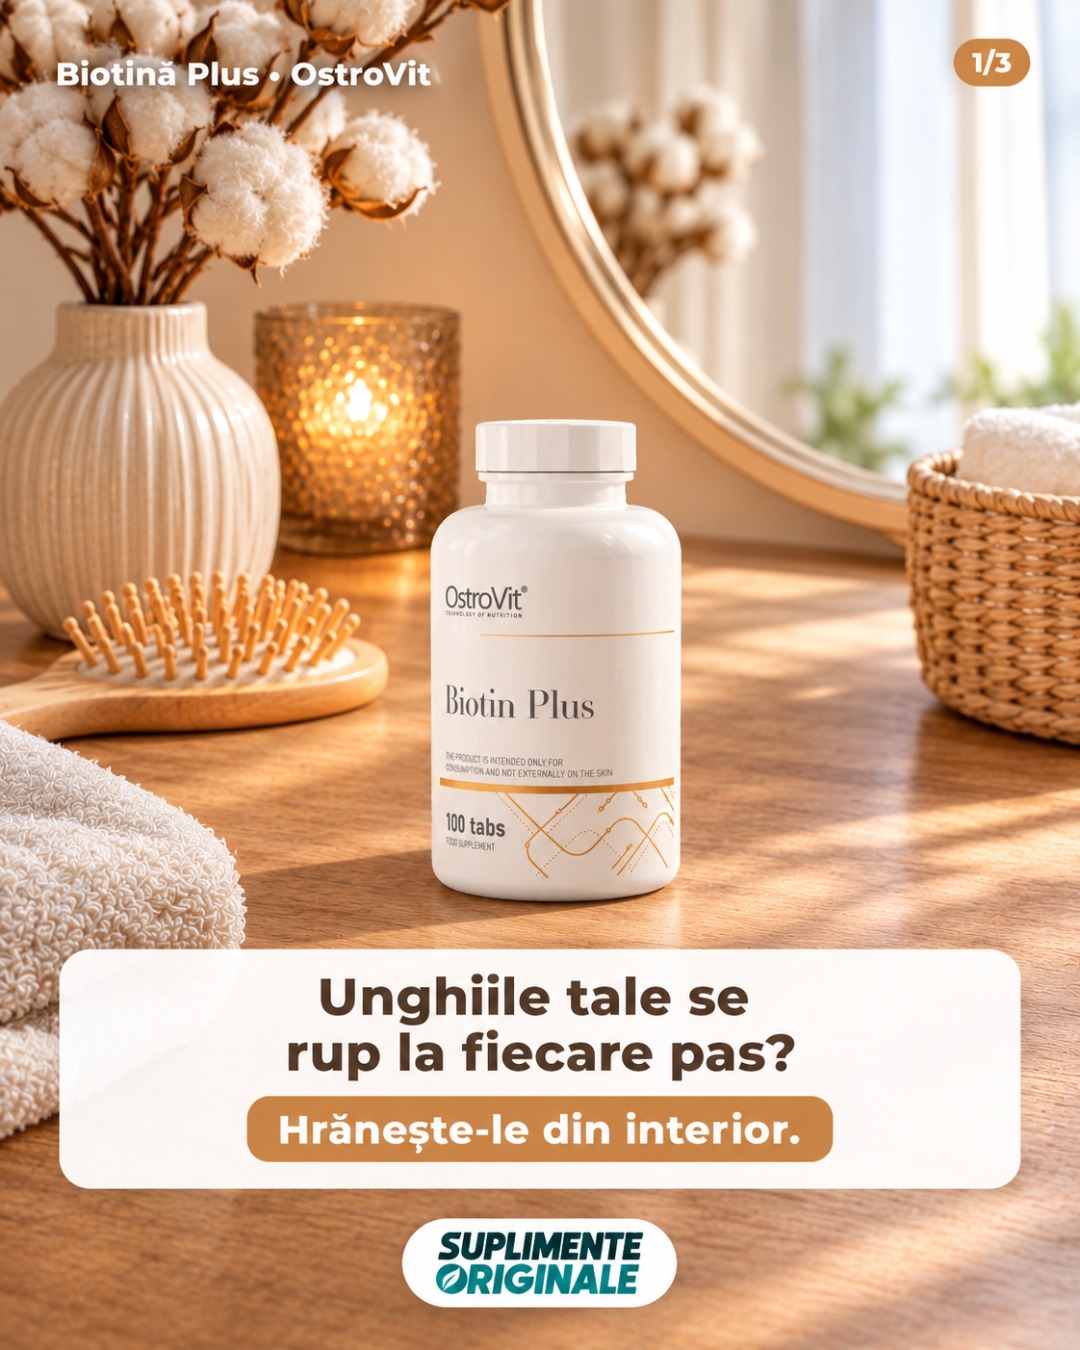 Biotină Plus • OstroVit
1/3
OstroVit®
TECHNOLOGY OF NUTRITION
Biotin Plus
THE PRODUCT IS INTENDED ONLY FOR
CONSUMPTION AND NOT EXTERNALLY ON THE SKIN
100 tabs
FOOD SUPPLEMENT
Unghiile tale se
rup la fiecare pas?
Hrănește-le din interior.
SUPLIMENTE
ORIGINALE